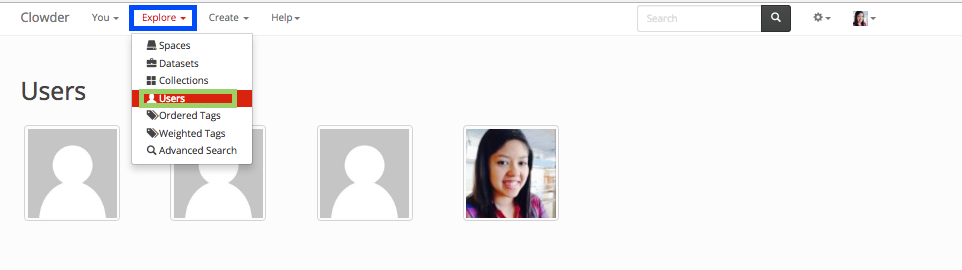 Clowder You Explore Create Help Search
Spaces
Datasets
Collections
Users
Users
Ordered Tags
Weighted Tags
Advanced Search